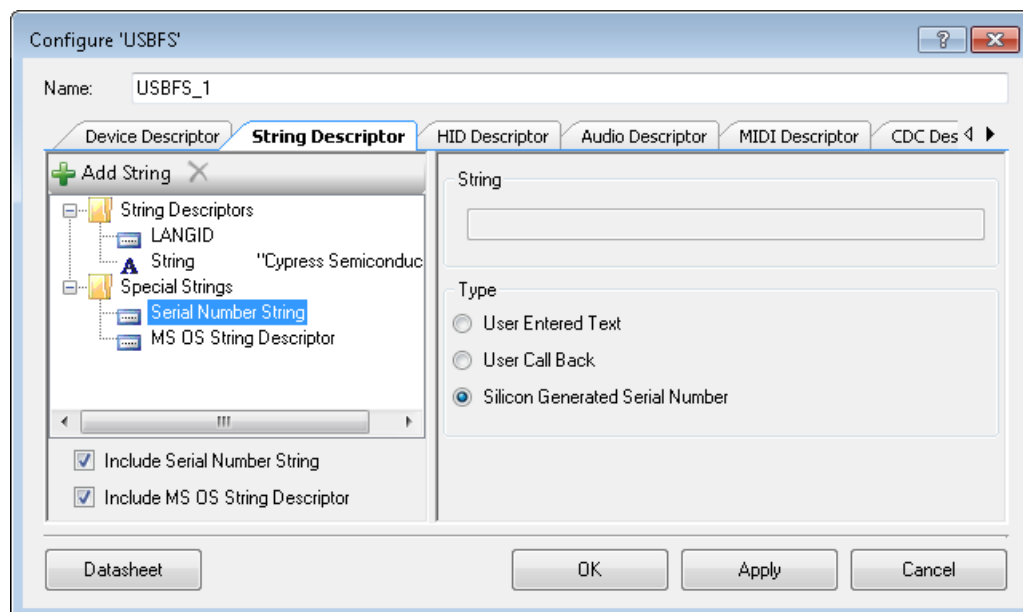 Configure 'USBFS'
Name: USBFS_1
Device Descriptor String Descriptor HID Descriptor Audio Descriptor MIDI Descriptor CDC Des
Add String
String Descriptors
LANGID
String "Cypress Semiconduc
Special Strings
Serial Number String
MS OS String Descriptor
Include Serial Number String
Include MS OS String Descriptor
String
Type
User Entered Text
User Call Back
Silicon Generated Serial Number
Datasheet OK Apply Cancel